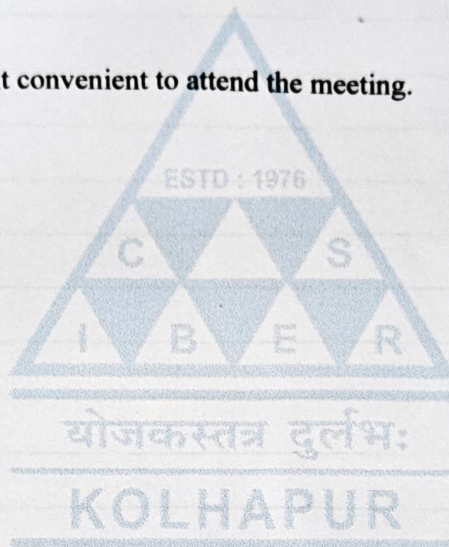 t convenient to attend the meeting.
ESTD : 1976
C S
I B E R
योजकस्तत्र दुर्लभः
KOLHAPUR